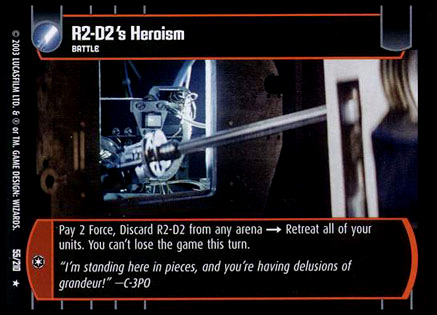 R2-D2's Heroism
BATTLE
Pay 2 Force, Discard R2-D2 from any arena → Retreat all of your
units. You can't lose the game this turn.
"I'm standing here in pieces, and you're having delusions of
grandeur!" —C-3PO
© 2003 LUCASFILM LTD. & ® or TM. GAME DESIGN: WIZARDS.
55/210 ★